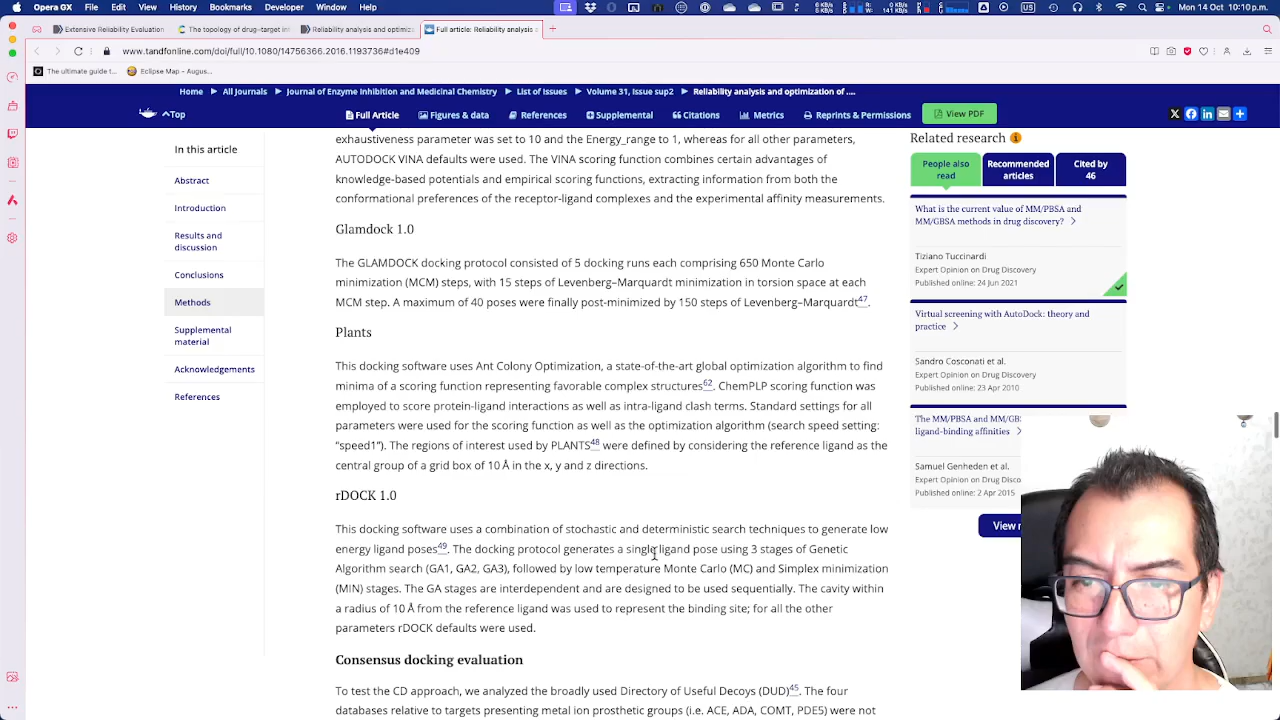 Opera GX File Edit View History Bookmarks Developer Window Help
Extensive Reliability Evaluation
The topology of drug–target int
Reliability analysis and optimiza
Full article: Reliability analysis a
www.tandfonline.com/doi/full/10.1080/14756366.2016.1193736#d1e409
The ultimate guide t...
Eclipse Map – Augus...
Home ▶ All Journals ▶ Journal of Enzyme Inhibition and Medicinal Chemistry ▶ List of Issues ▶ Volume 31, Issue sup2 ▶ Reliability analysis and optimization of ....
Top
Full Article Figures & data References Supplemental Citations Metrics Reprints & Permissions View PDF
In this article
Abstract
Introduction
Results and
discussion
Conclusions
Methods
Supplemental
material
Acknowledgements
References
exhaustiveness parameter was set to 10 and the Energy_range to 1, whereas for all other parameters,
AUTODOCK VINA defaults were used. The VINA scoring function combines certain advantages of
knowledge-based potentials and empirical scoring functions, extracting information from both the
conformational preferences of the receptor-ligand complexes and the experimental affinity measurements.
Glamdock 1.0
The GLAMDOCK docking protocol consisted of 5 docking runs each comprising 650 Monte Carlo
minimization (MCM) steps, with 15 steps of Levenberg–Marquardt minimization in torsion space at each
MCM step. A maximum of 40 poses were finally post-minimized by 150 steps of Levenberg–Marquardt47.
Plants
This docking software uses Ant Colony Optimization, a state-of-the-art global optimization algorithm to find
minima of a scoring function representing favorable complex structures62. ChemPLP scoring function was
employed to score protein-ligand interactions as well as intra-ligand clash terms. Standard settings for all
parameters were used for the scoring function as well as the optimization algorithm (search speed setting:
“speed1”). The regions of interest used by PLANTS48 were defined by considering the reference ligand as the
central group of a grid box of 10 Å in the x, y and z directions.
rDOCK 1.0
This docking software uses a combination of stochastic and deterministic search techniques to generate low
energy ligand poses49. The docking protocol generates a single ligand pose using 3 stages of Genetic
Algorithm search (GA1, GA2, GA3), followed by low temperature Monte Carlo (MC) and Simplex minimization
(MIN) stages. The GA stages are interdependent and are designed to be used sequentially. The cavity within
a radius of 10 Å from the reference ligand was used to represent the binding site; for all the other
parameters rDOCK defaults were used.
Consensus docking evaluation
To test the CD approach, we analyzed the broadly used Directory of Useful Decoys (DUD)45. The four
databases relative to targets presenting metal ion prosthetic groups (i.e. ACE, ADA, COMT, PDE5) were not
Related research
People also
read
Recommended
articles
Cited by
46
What is the current value of MM/PBSA and
MM/GBSA methods in drug discovery?
Tiziano Tuccinardi
Expert Opinion on Drug Discovery
Published online: 24 Jun 2021
Virtual screening with AutoDock: theory and
practice
Sandro Cosconati et al.
Expert Opinion on Drug Discovery
Published online: 23 Apr 2010
The MM/PBSA and MM/GB
ligand-binding affinities
Samuel Genheden et al.
Expert Opinion on Drug Disco
Published online: 2 Apr 2015
View